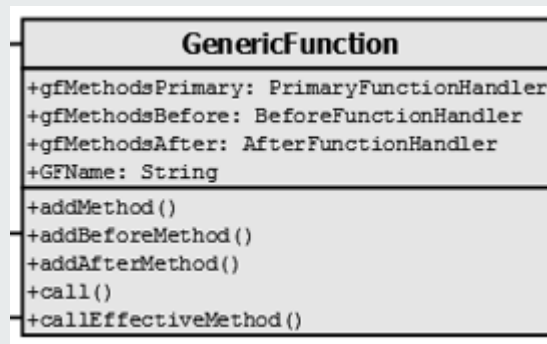 GenericFunction
+gfMethodsPrimary: PrimaryFunctionHandler
+gfMethodsBefore: BeforeFunctionHandler
+gfMethodsAfter: AfterFunctionHandler
+GFName: String
+addMethod()
+addBeforeMethod()
+addAfterMethod()
+call()
+callEffectiveMethod()